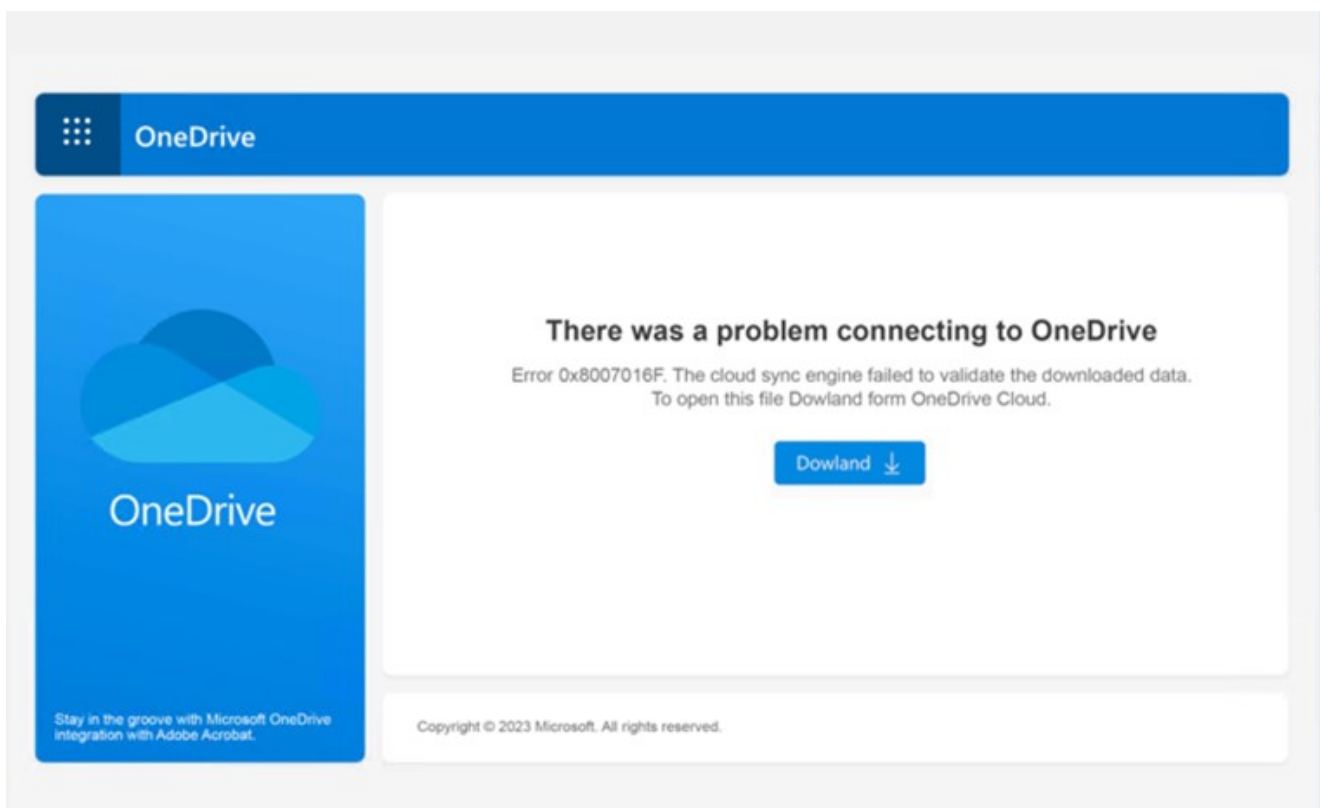 OneDrive
There was a problem connecting to OneDrive
Error 0x8007016F. The cloud sync engine failed to validate the downloaded data.
To open this file Dowland form OneDrive Cloud.
Dowland
OneDrive
Stay in the groove with Microsoft OneDrive
integration with Adobe Acrobat.
Copyright © 2023 Microsoft. All rights reserved.